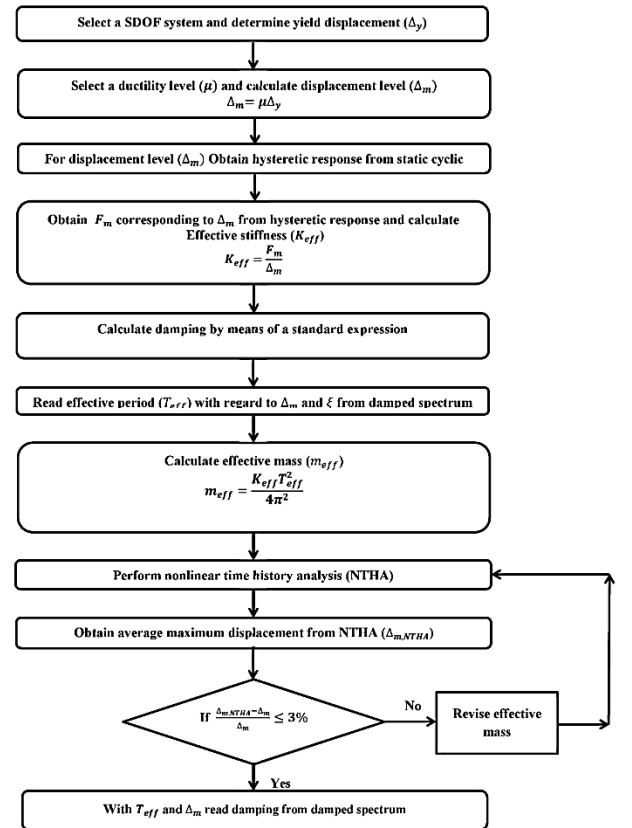 Select a SDOF system and determine yield displacement (Δy)
Select a ductility level (μ) and calculate displacement level (Δm)
Δm= μΔy
For displacement level (Δm) Obtain hysteretic response from static cyclic
Obtain Fm corresponding to Δm from hysteretic response and calculate
Effective stiffness (Keff)
Keff = Fm/Δm
Calculate damping by means of a standard expression
Read effective period (Teff) with regard to Δm and ξ from damped spectrum
Calculate effective mass (meff)
meff = KeffT²eff/4π²
Perform nonlinear time history analysis (NTHA)
Obtain average maximum displacement from NTHA (Δm,NTHA)
If (Δm,NTHA−Δm)/Δm ≤ 3%
No
Revise effective
mass
Yes
With Teff and Δm read damping from damped spectrum